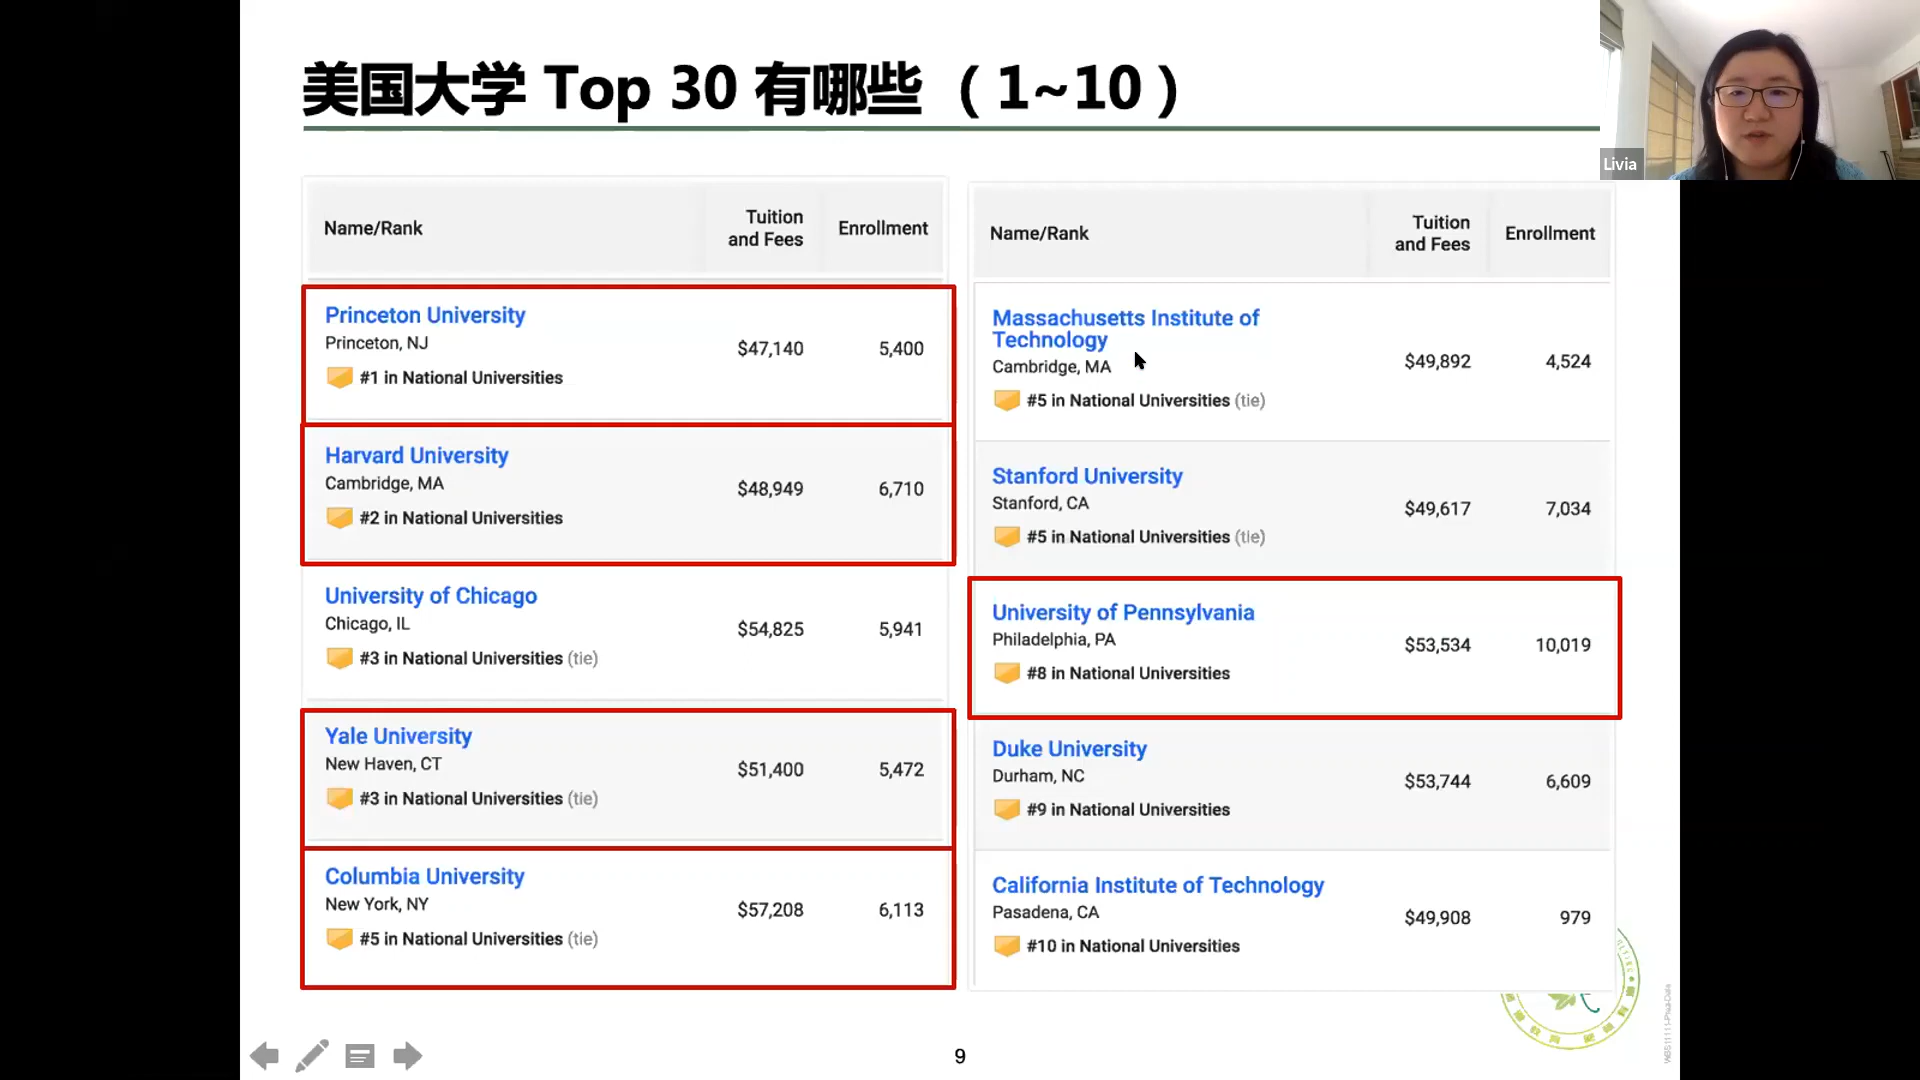 美国大学 Top 30 有哪些 (1~10)
Livia
Name/Rank
Tuition and Fees
Enrollment
Princeton University
Princeton, NJ
#1 in National Universities
$47,140
5,400
Harvard University
Cambridge, MA
#2 in National Universities
$48,949
6,710
University of Chicago
Chicago, IL
#3 in National Universities (tie)
$54,825
5,941
Yale University
New Haven, CT
#3 in National Universities (tie)
$51,400
5,472
Columbia University
New York, NY
#5 in National Universities (tie)
$57,208
6,113
Name/Rank
Tuition and Fees
Enrollment
Massachusetts Institute of
Technology
Cambridge, MA
#5 in National Universities (tie)
$49,892
4,524
Stanford University
Stanford, CA
#5 in National Universities (tie)
$49,617
7,034
University of Pennsylvania
Philadelphia, PA
#8 in National Universities
$53,534
10,019
Duke University
Durham, NC
#9 in National Universities
$53,744
6,609
California Institute of Technology
Pasadena, CA
#10 in National Universities
$49,908
979
9